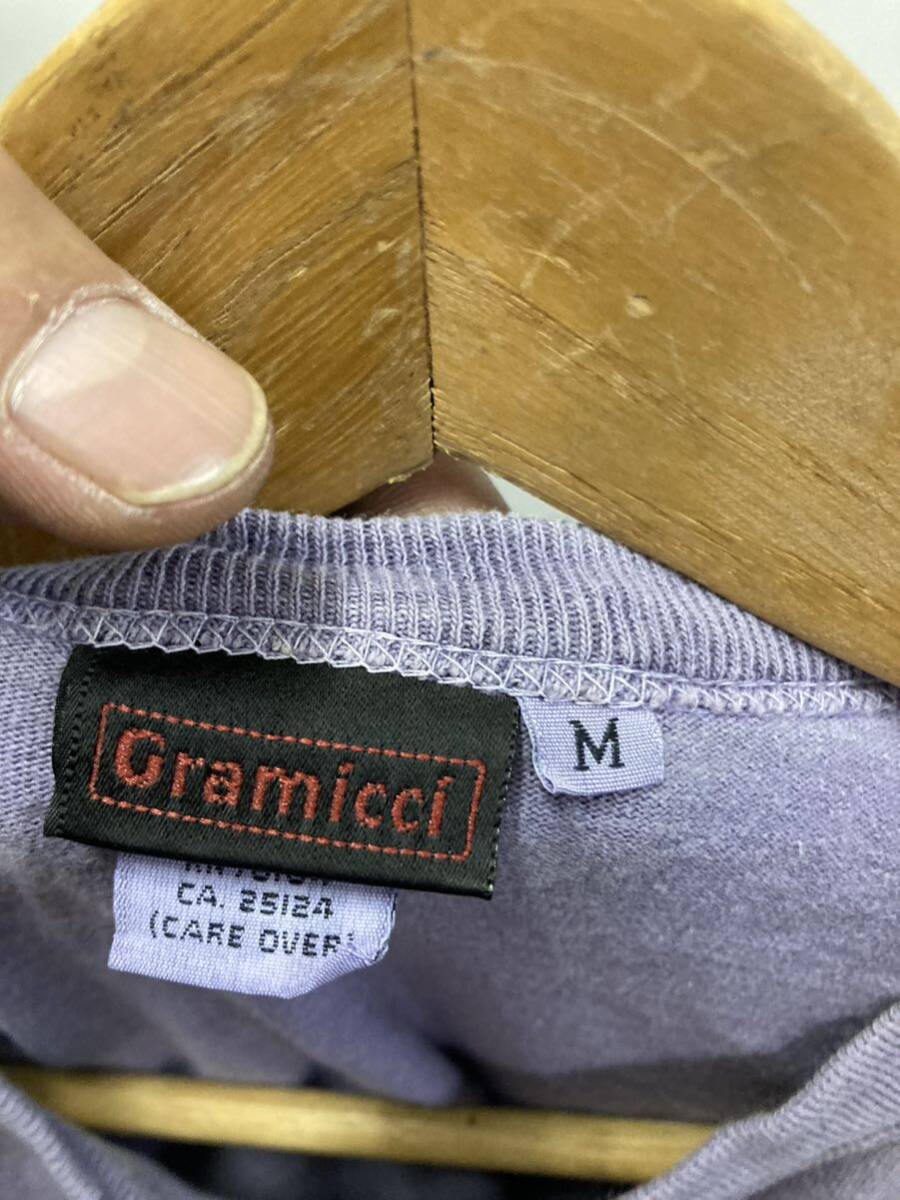 Gramicci
M
CA. 25124
(CARE OVER)